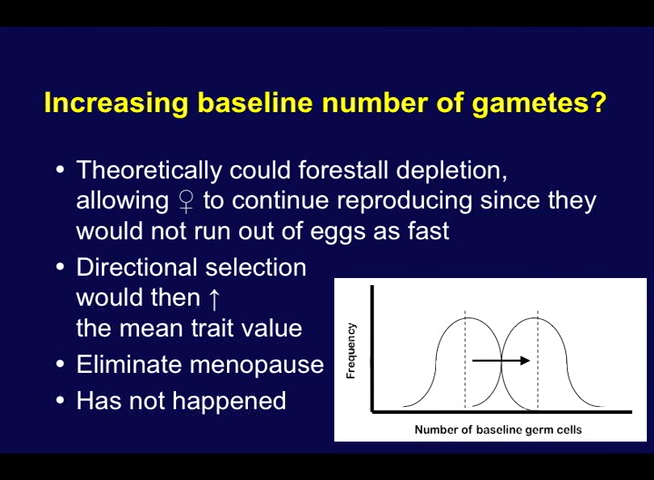 Increasing baseline number of gametes?
• Theoretically could forestall depletion,
allowing ♀ to continue reproducing since they
would not run out of eggs as fast
• Directional selection
would then ↑
the mean trait value
• Eliminate menopause
• Has not happened
Frequency
Number of baseline germ cells